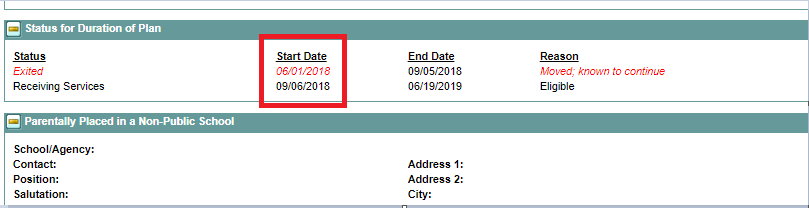 Status for Duration of Plan
Status Start Date End Date Reason
Exited 06/01/2018 09/05/2018 Moved; known to continue
Receiving Services 09/06/2018 06/19/2019 Eligible
Parentally Placed in a Non-Public School
School/Agency:
Contact: Address 1:
Position: Address 2:
Salutation: City: